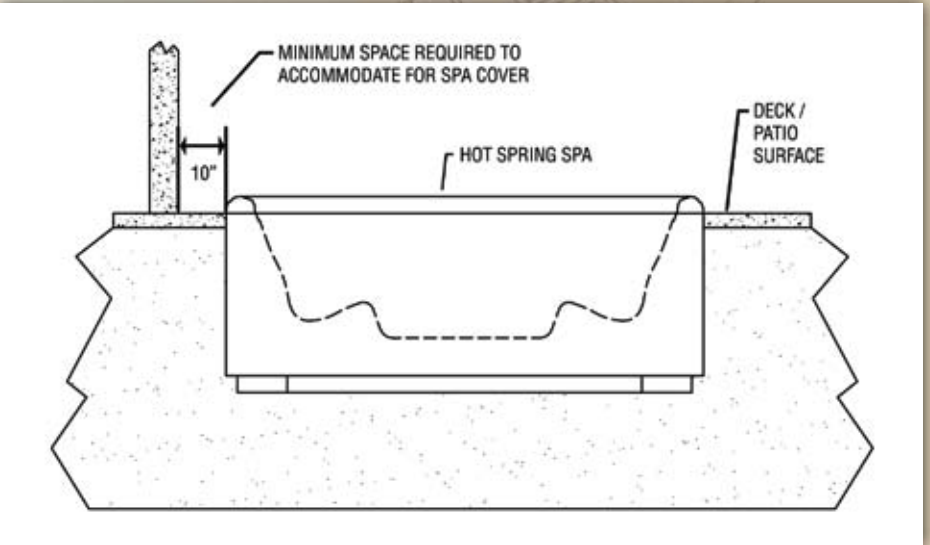 MINIMUM SPACE REQUIRED TO
ACCOMMODATE FOR SPA COVER
DECK /
PATIO
SURFACE
HOT SPRING SPA
10"